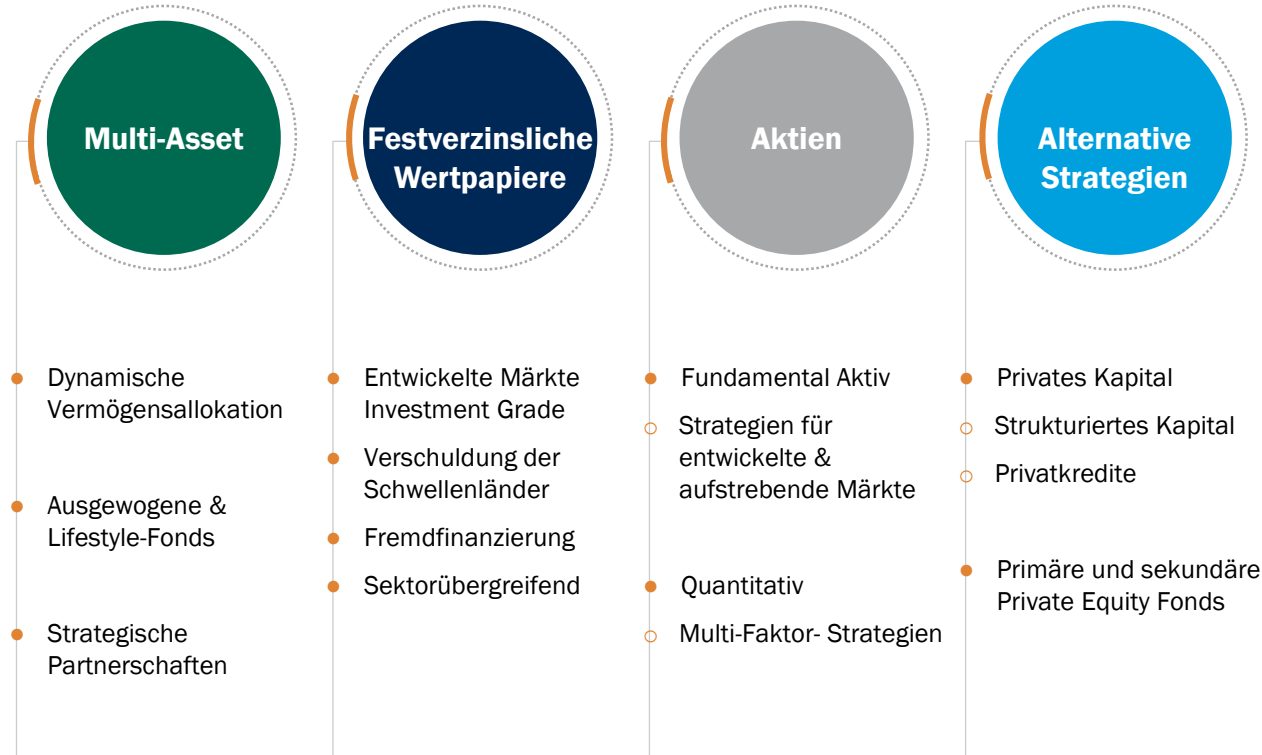 Multi-Asset
Dynamische
Vermögensallokation
Ausgewogene &
Lifestyle-Fonds
Strategische
Partnerschaften
Festverzinsliche
Wertpapiere
Entwickelte Märkte
Investment Grade
Verschuldung der
Schwellenländer
Fremdfinanzierung
Sektorübergreifend
Aktien
Fundamental Aktiv
Strategien für
entwickelte &
aufstrebende Märkte
Quantitativ
Multi-Faktor- Strategien
Alternative
Strategien
Privates Kapital
Strukturiertes Kapital
Privatkredite
Primäre und sekundäre
Private Equity Fonds